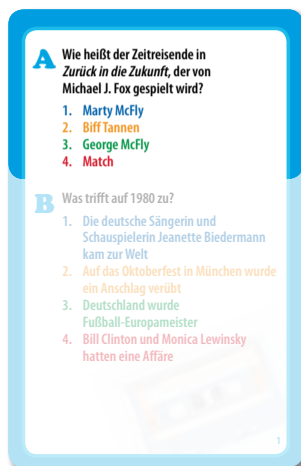 A Wie heißt der Zeitreisende in
Zurück in die Zukunft, der von
Michael J. Fox gespielt wird?
1. Marty McFly
2. Biff Tannen
3. George McFly
4. Match
B Was trifft auf 1980 zu?
1. Die deutsche Sängerin und
Schauspielerin Jeanette Biedermann
kam zur Welt
2. Auf das Oktoberfest in München wurde
ein Anschlag verübt
3. Deutschland wurde
Fußball-Europameister
4. Bill Clinton und Monica Lewinsky
hatten eine Affäre
1